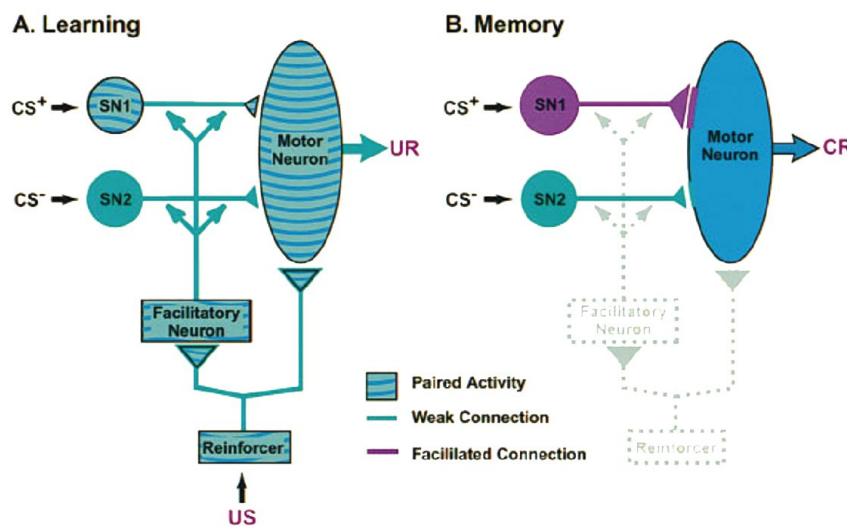 A. Learning
CS+
SN1
Motor
Neuron
UR
CS-
SN2
Facilitatory
Neuron
Reinforcer
US
B. Memory
CS+
SN1
Motor
Neuron
CR
CS-
SN2
Facilitatory
Neuron
Reinforcer
Paired Activity
Weak Connection
Facililated Connection